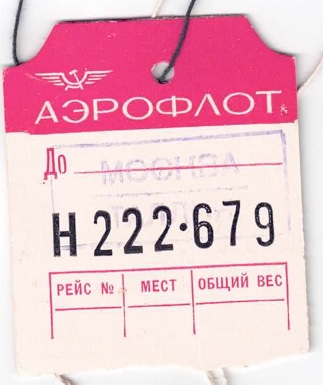 АЭРОФЛОТ
До
МОСКВА
Н 222·679
РЕЙС № МЕСТ ОБЩИЙ ВЕС